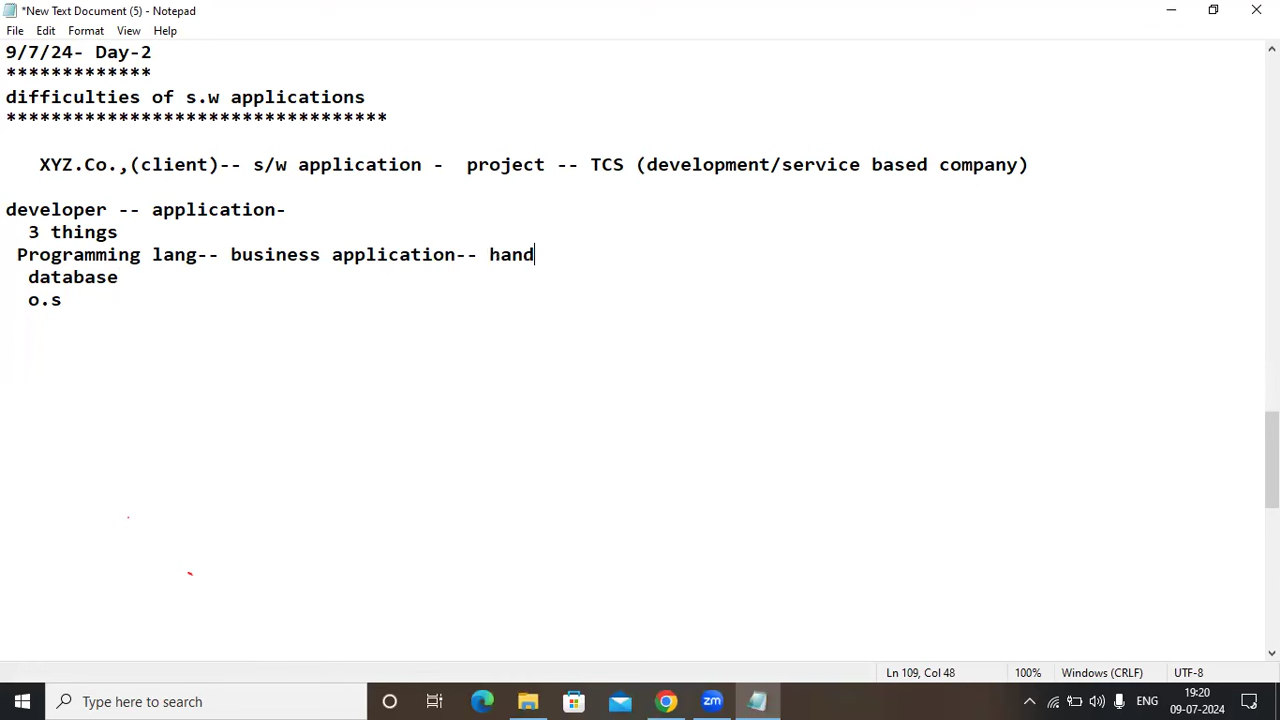 *New Text Document (5) - Notepad
File Edit Format View Help
9/7/24- Day-2
*************
difficulties of s.w applications
**********************************
XYZ.Co.,(client)-- s/w application -  project -- TCS (development/service based company)
developer -- application-
3 things
Programming lang-- business application-- hand
database
o.s
Ln 109, Col 48 100% Windows (CRLF) UTF-8
Type here to search
zm
ENG
19:20
09-07-2024